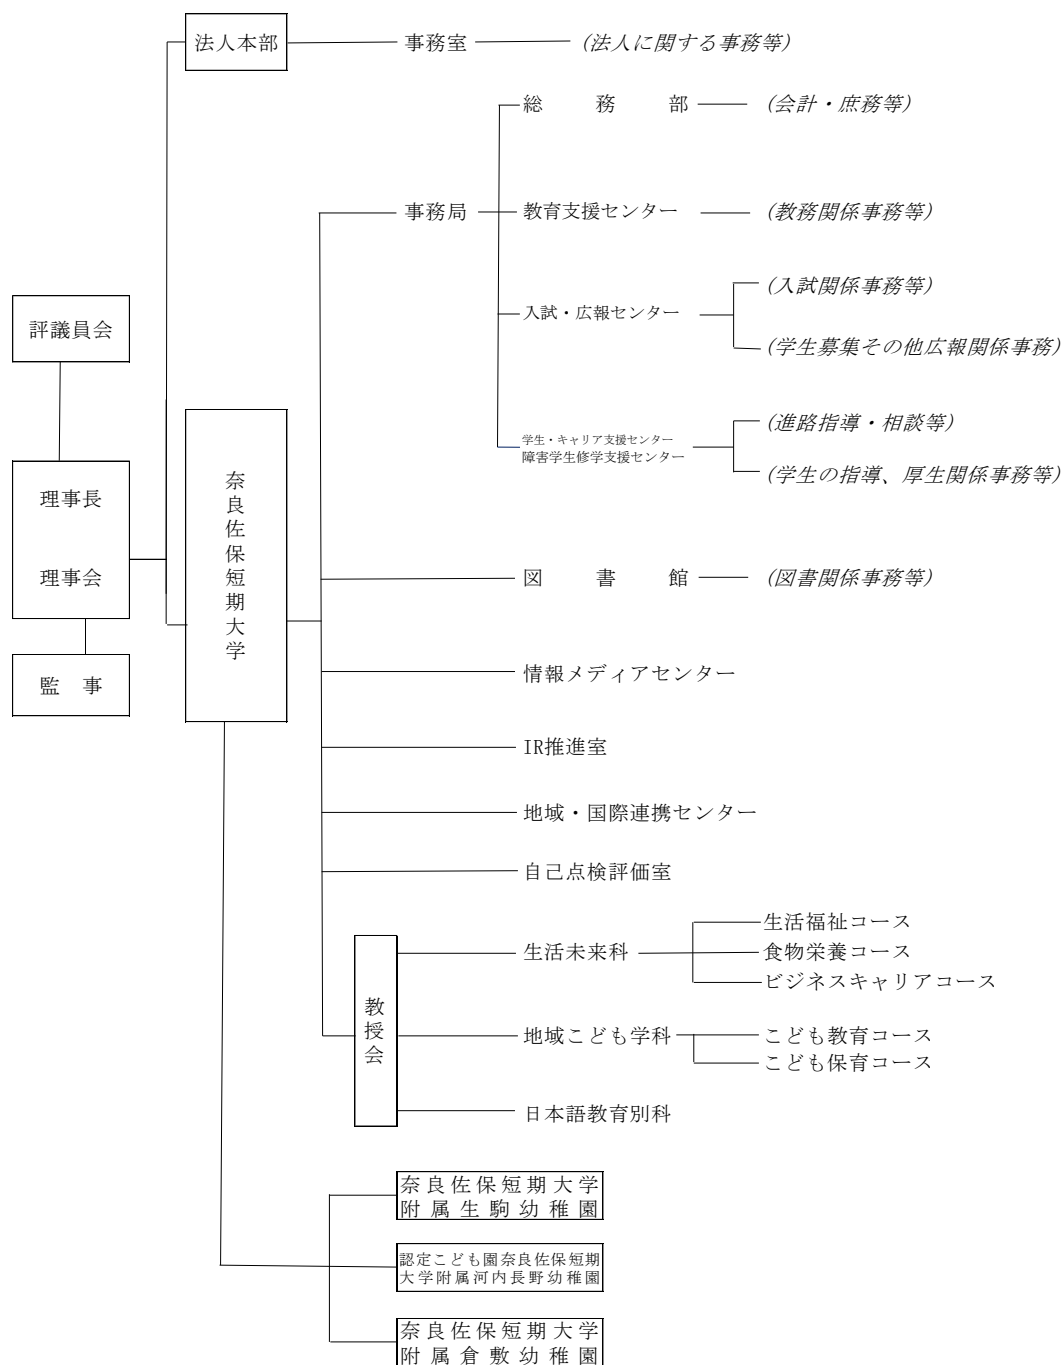 法人本部
事務室
(法人に関する事務等)
総務部
(会計・庶務等)
事務局
教育支援センター
(教務関係事務等)
入試・広報センター
(入試関係事務等)
(学生募集その他広報関係事務)
学生・キャリア支援センター
障害学生修学支援センター
(進路指導・相談等)
(学生の指導、厚生関係事務等)
評議員会
理事長
理事会
監　事
奈良佐保短期大学
図書館
(図書関係事務等)
情報メディアセンター
IR推進室
地域・国際連携センター
自己点検評価室
教授会
生活未来科
生活福祉コース
食物栄養コース
ビジネスキャリアコース
地域こども学科
こども教育コース
こども保育コース
日本語教育別科
奈良佐保短期大学
附属生駒幼稚園
認定こども園奈良佐保短期
大学附属河内長野幼稚園
奈良佐保短期大学
附属倉敷幼稚園